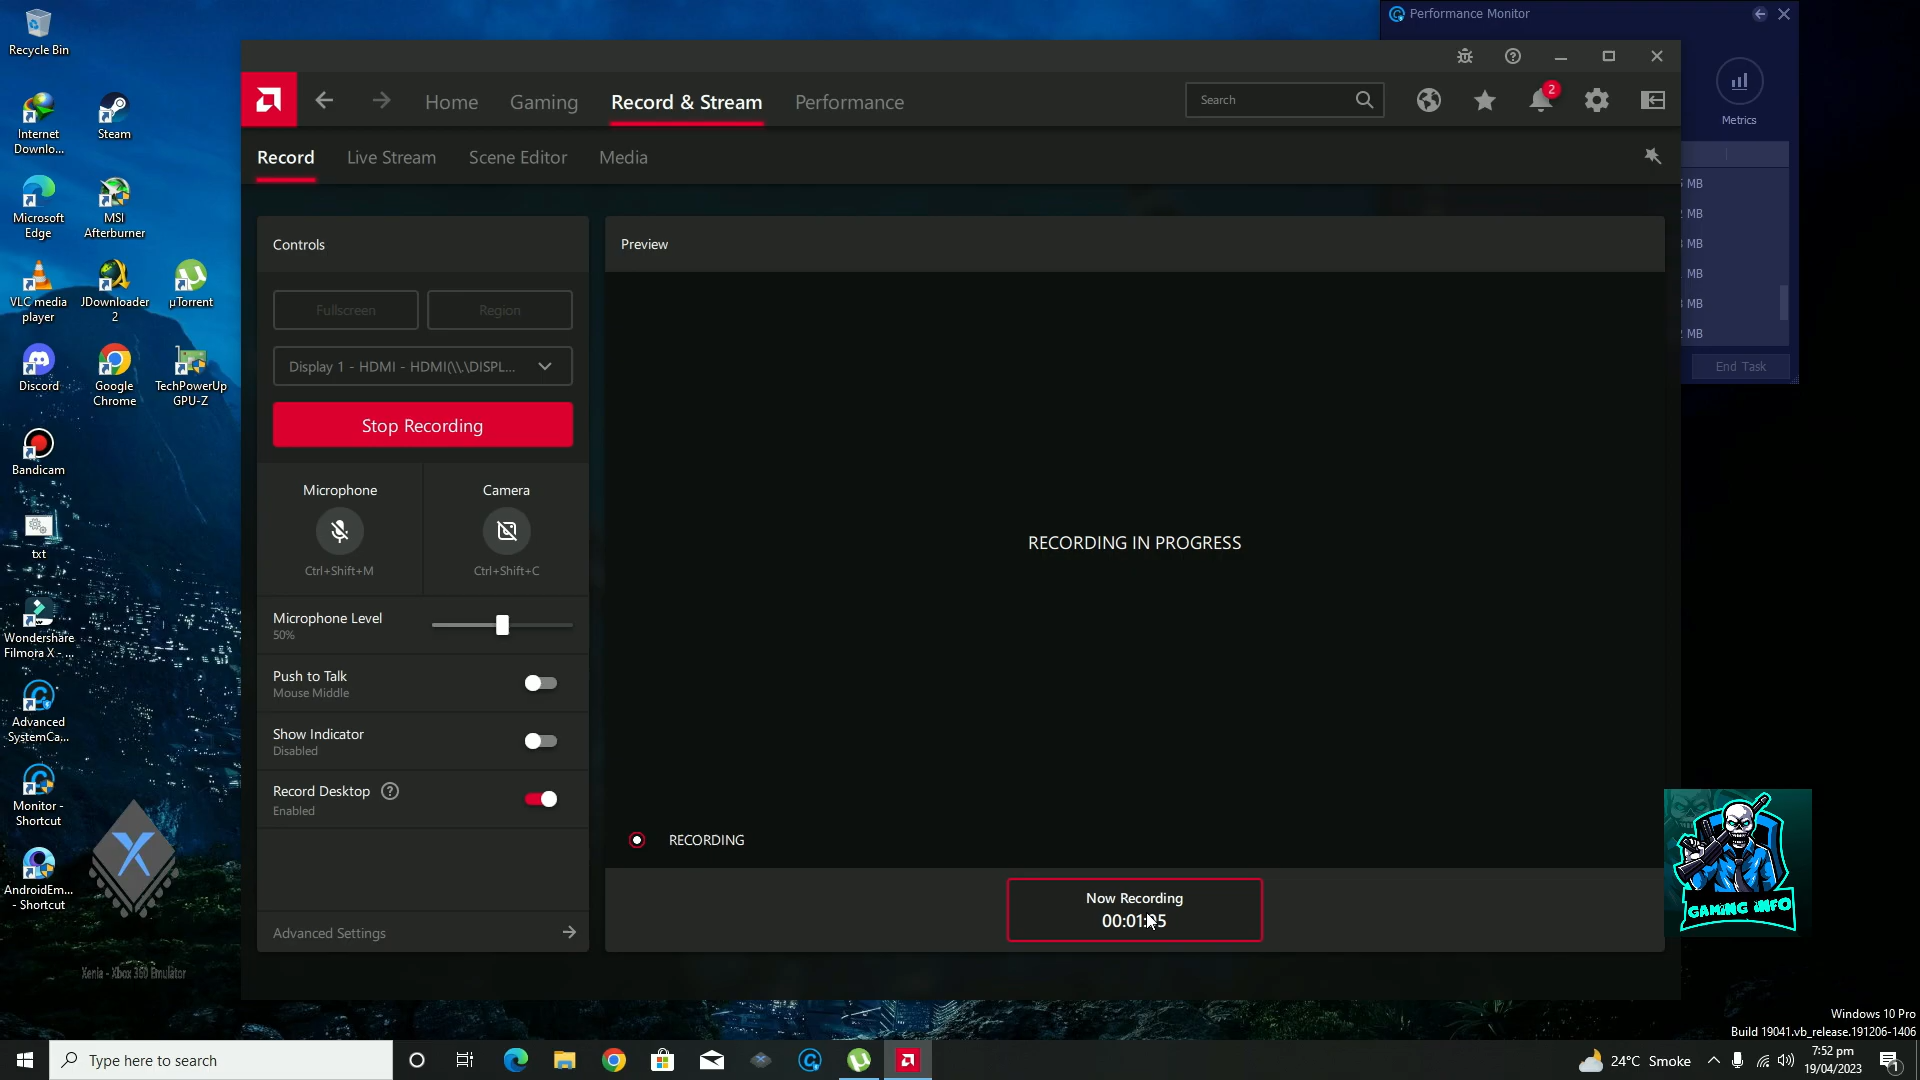 Recycle Bin
Internet
Downlo...
Steam
Microsoft
Edge
MSI
Afterburner
VLC media
player
JDownloader
2
µTorrent
Discord
Google
Chrome
TechPowerUp
GPU-Z
Bandicam
txt
Wondershare
Filmora X - ...
Advanced
SystemCa...
Monitor -
Shortcut
AndroidEm...
- Shortcut
Xenia - Xbox 360 Emulator
Performance Monitor
Metrics
MB
MB
MB
MB
MB
MB
End Task
Home
Gaming
Record & Stream
Performance
Search
2
Record
Live Stream
Scene Editor
Media
Controls
Fullscreen
Region
Display 1 - HDMI - HDMI(\\.\DISPL...
Stop Recording
Microphone
Camera
Ctrl+Shift+M
Ctrl+Shift+C
Microphone Level
50%
Push to Talk
Mouse Middle
Show Indicator
Disabled
Record Desktop
Enabled
Advanced Settings
Preview
RECORDING IN PROGRESS
RECORDING
Now Recording
GAMING INFO
Windows 10 Pro
Build 19041.vb_release.191206-1406
Type here to search
24°C Smoke
7:52 pm
19/04/2023
1